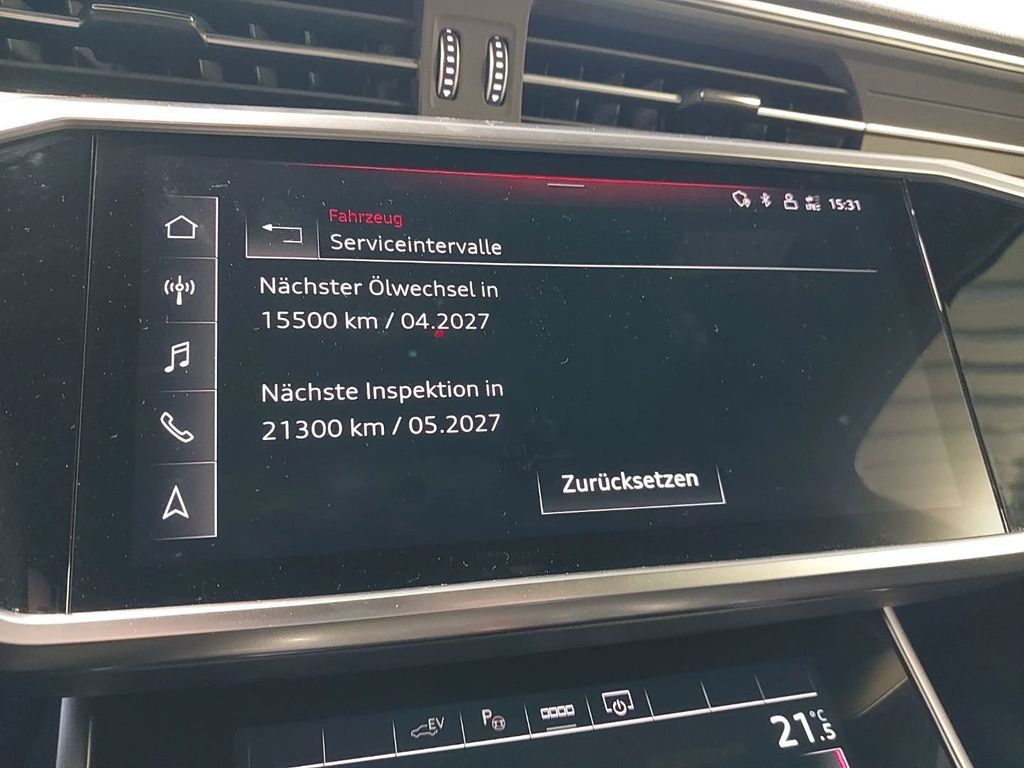 15:31
Fahrzeug
Serviceintervalle
Nächster Ölwechsel in
15500 km / 04.2027
Nächste Inspektion in
21300 km / 05.2027
Zurücksetzen
EV
P
21.5 °C